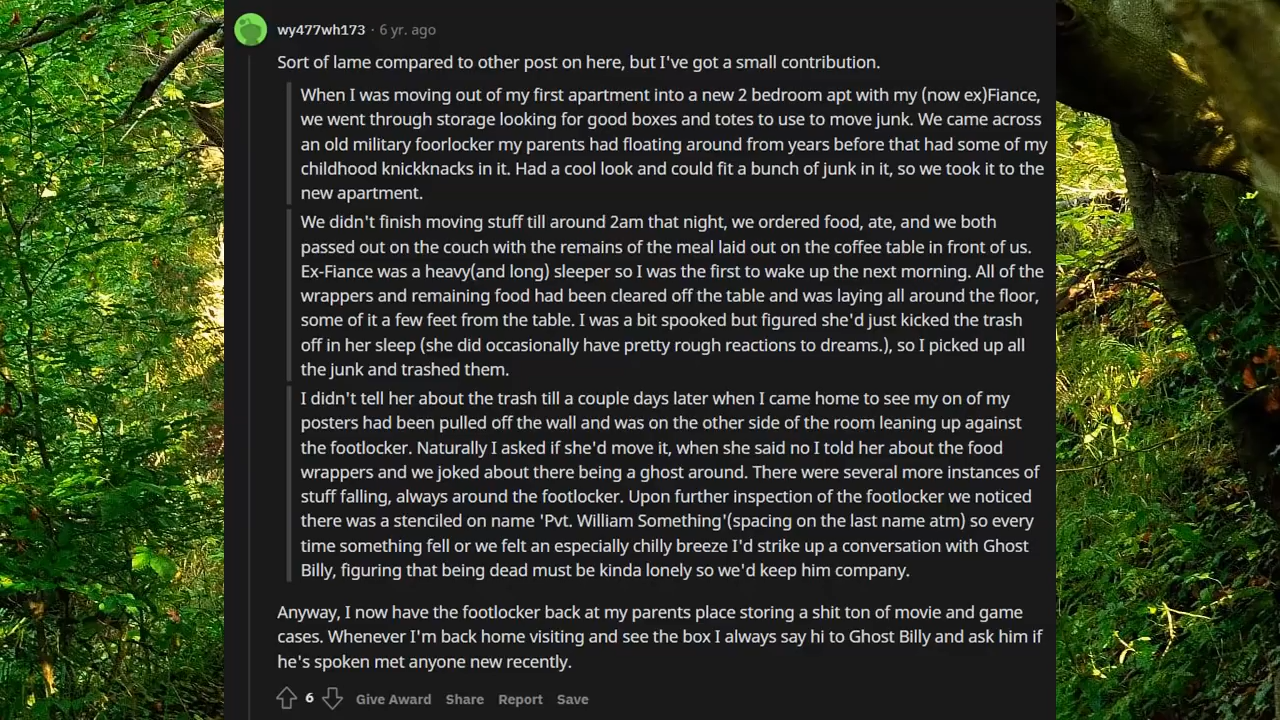 wy477wh173 · 6 yr. ago
Sort of lame compared to other post on here, but I've got a small contribution.
When I was moving out of my first apartment into a new 2 bedroom apt with my (now ex)Fiance,
we went through storage looking for good boxes and totes to use to move junk. We came across
an old military foorlocker my parents had floating around from years before that had some of my
childhood knickknacks in it. Had a cool look and could fit a bunch of junk in it, so we took it to the
new apartment.
We didn't finish moving stuff till around 2am that night, we ordered food, ate, and we both
passed out on the couch with the remains of the meal laid out on the coffee table in front of us.
Ex-Fiance was a heavy(and long) sleeper so I was the first to wake up the next morning. All of the
wrappers and remaining food had been cleared off the table and was laying all around the floor,
some of it a few feet from the table. I was a bit spooked but figured she'd just kicked the trash
off in her sleep (she did occasionally have pretty rough reactions to dreams.), so I picked up all
the junk and trashed them.
I didn't tell her about the trash till a couple days later when I came home to see my on of my
posters had been pulled off the wall and was on the other side of the room leaning up against
the footlocker. Naturally I asked if she'd move it, when she said no I told her about the food
wrappers and we joked about there being a ghost around. There were several more instances of
stuff falling, always around the footlocker. Upon further inspection of the footlocker we noticed
there was a stenciled on name 'Pvt. William Something'(spacing on the last name atm) so every
time something fell or we felt an especially chilly breeze I'd strike up a conversation with Ghost
Billy, figuring that being dead must be kinda lonely so we'd keep him company.
Anyway, I now have the footlocker back at my parents place storing a shit ton of movie and game
cases. Whenever I'm back home visiting and see the box I always say hi to Ghost Billy and ask him if
he's spoken met anyone new recently.
6 Give Award Share Report Save